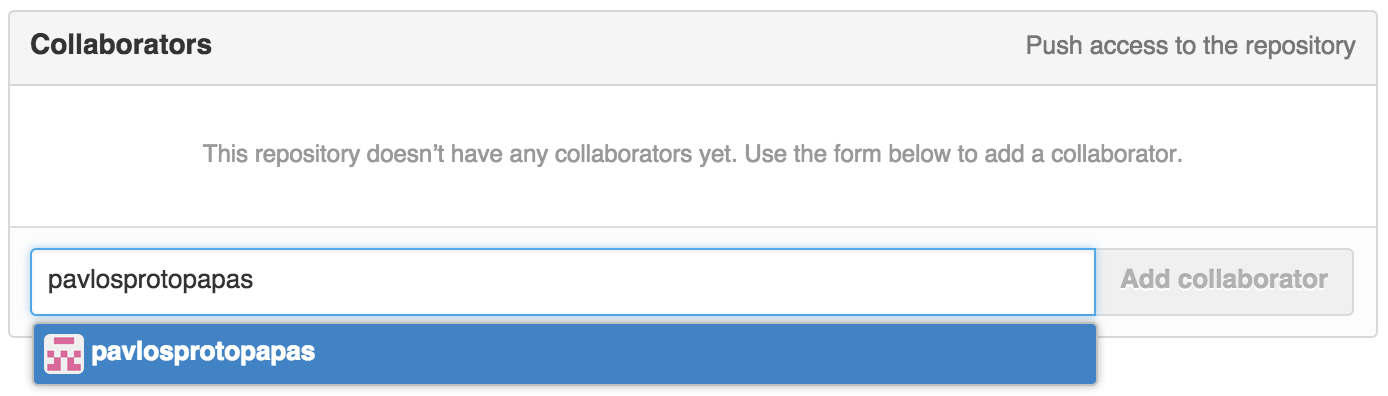 Collaborators
Push access to the repository
This repository doesn't have any collaborators yet. Use the form below to add a collaborator.
pavlosprotopapas
Add collaborator
pavlosprotopapas